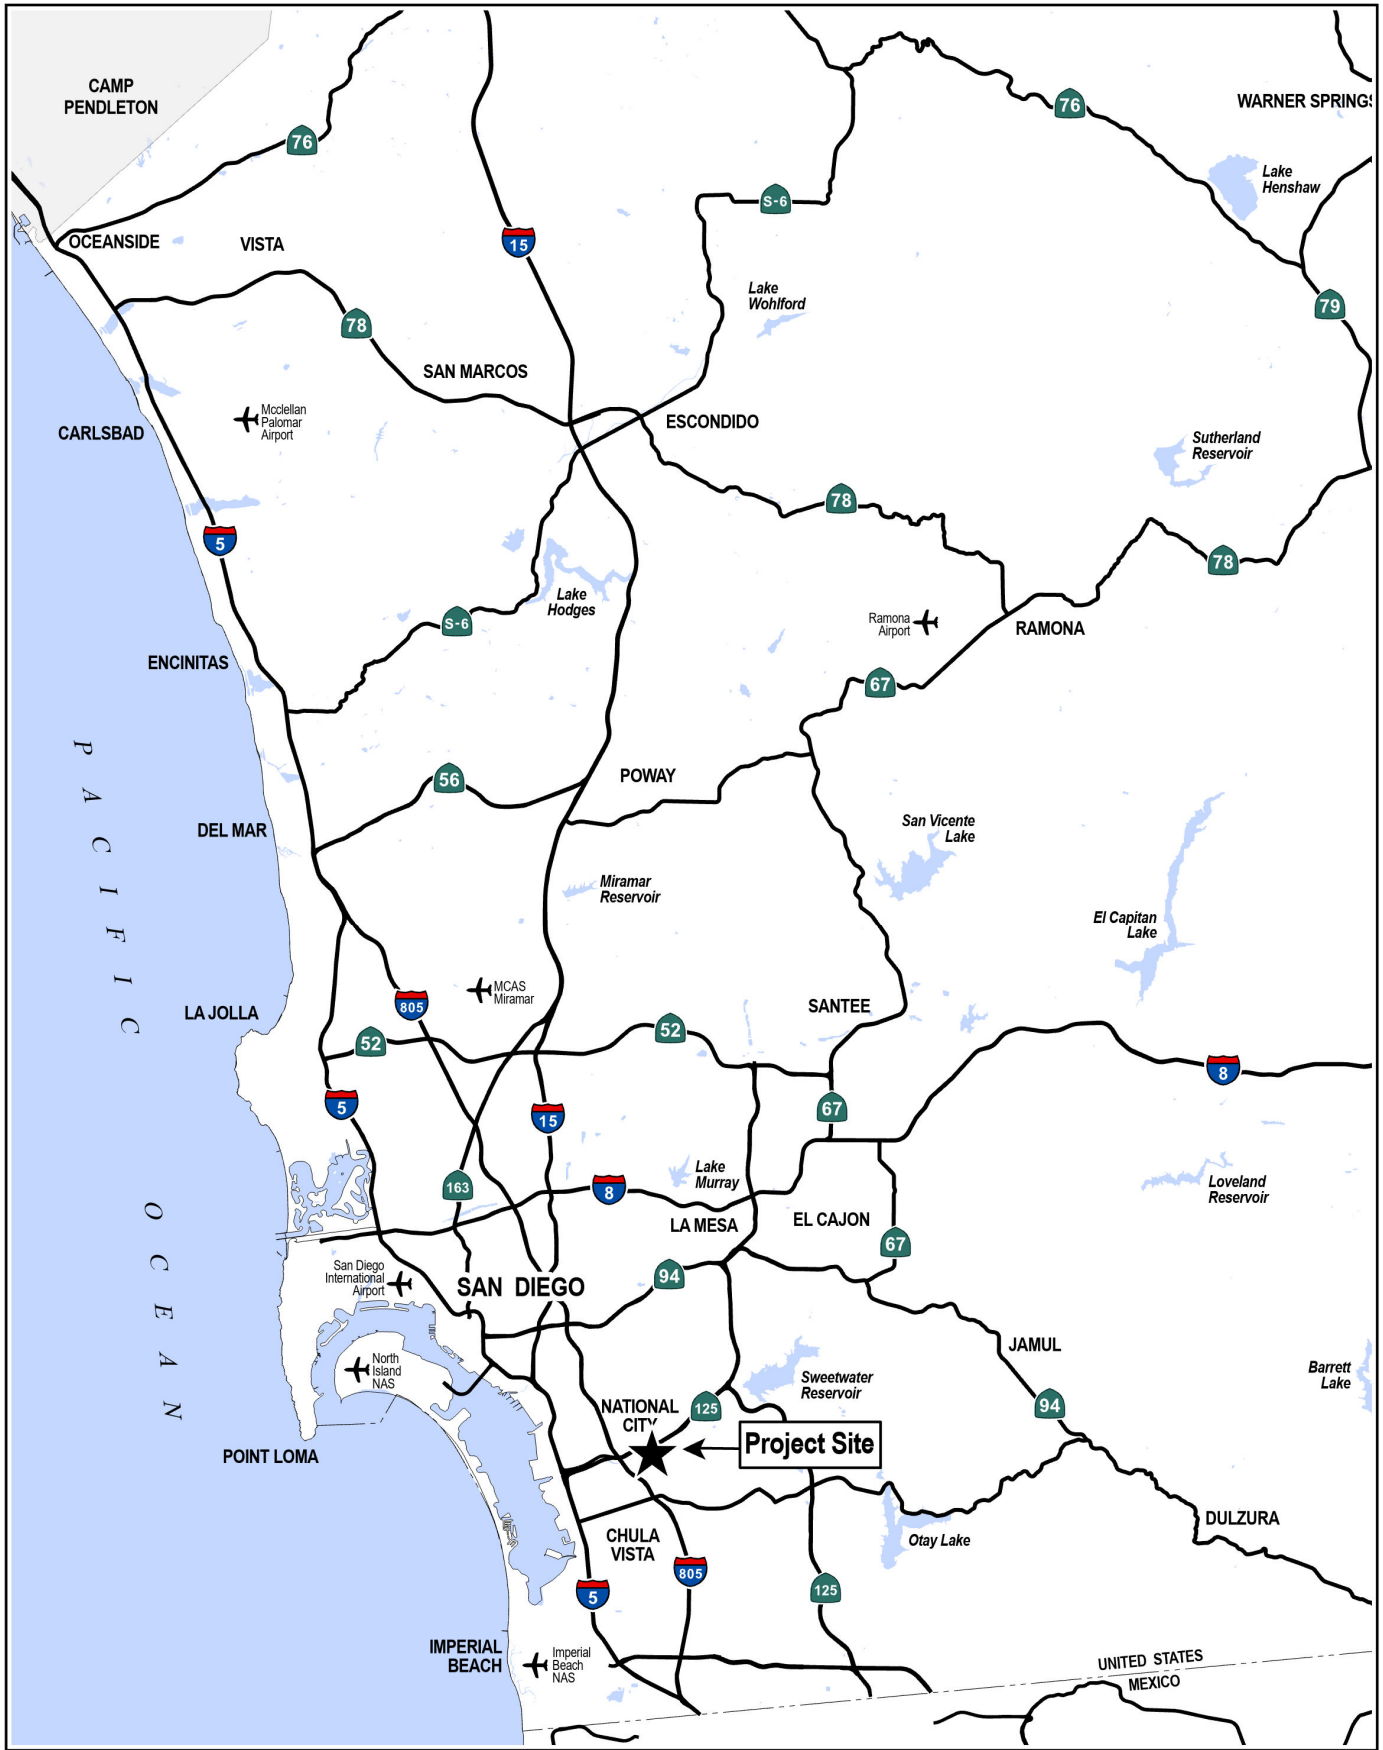 CAMP
PENDLETON
76
76
WARNER SPRINGS
Lake
Henshaw
S-6
OCEANSIDE
VISTA
15
Lake
Wohlford
79
78
SAN MARCOS
Mcclellan
Palomar
Airport
CARLSBAD
ESCONDIDO
Sutherland
Reservoir
78
5
78
Lake
Hodges
S-6
Ramona
Airport
RAMONA
ENCINITAS
67
PACIFIC
56
POWAY
DEL MAR
San Vicente
Lake
Miramar
Reservoir
El Capitan
Lake
MCAS
Miramar
805
LA JOLLA
SANTEE
52
52
8
5
15
67
Lake
Murray
163
8
Loveland
Reservoir
OCEAN
LA MESA
EL CAJON
67
San Diego
International
Airport
SAN DIEGO
94
JAMUL
North
Island
NAS
Sweetwater
Reservoir
Barrett
Lake
NATIONAL
CITY
125
94
Project Site
POINT LOMA
DULZURA
CHULA
VISTA
Otay Lake
805
5
125
IMPERIAL
BEACH
Imperial
Beach
NAS
UNITED STATES
MEXICO